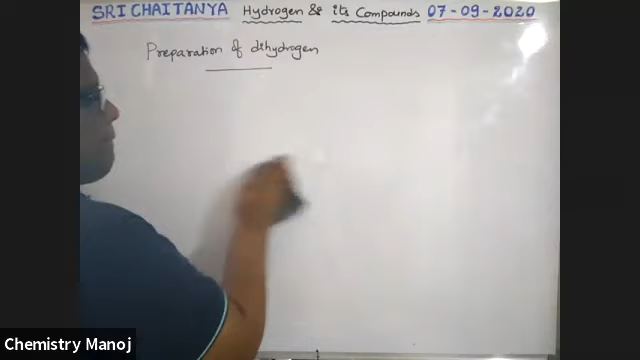 SRI CHAITANYA Hydrogen & its Compounds 07-09-2020
Preparation of dihydrogen
Chemistry Manoj